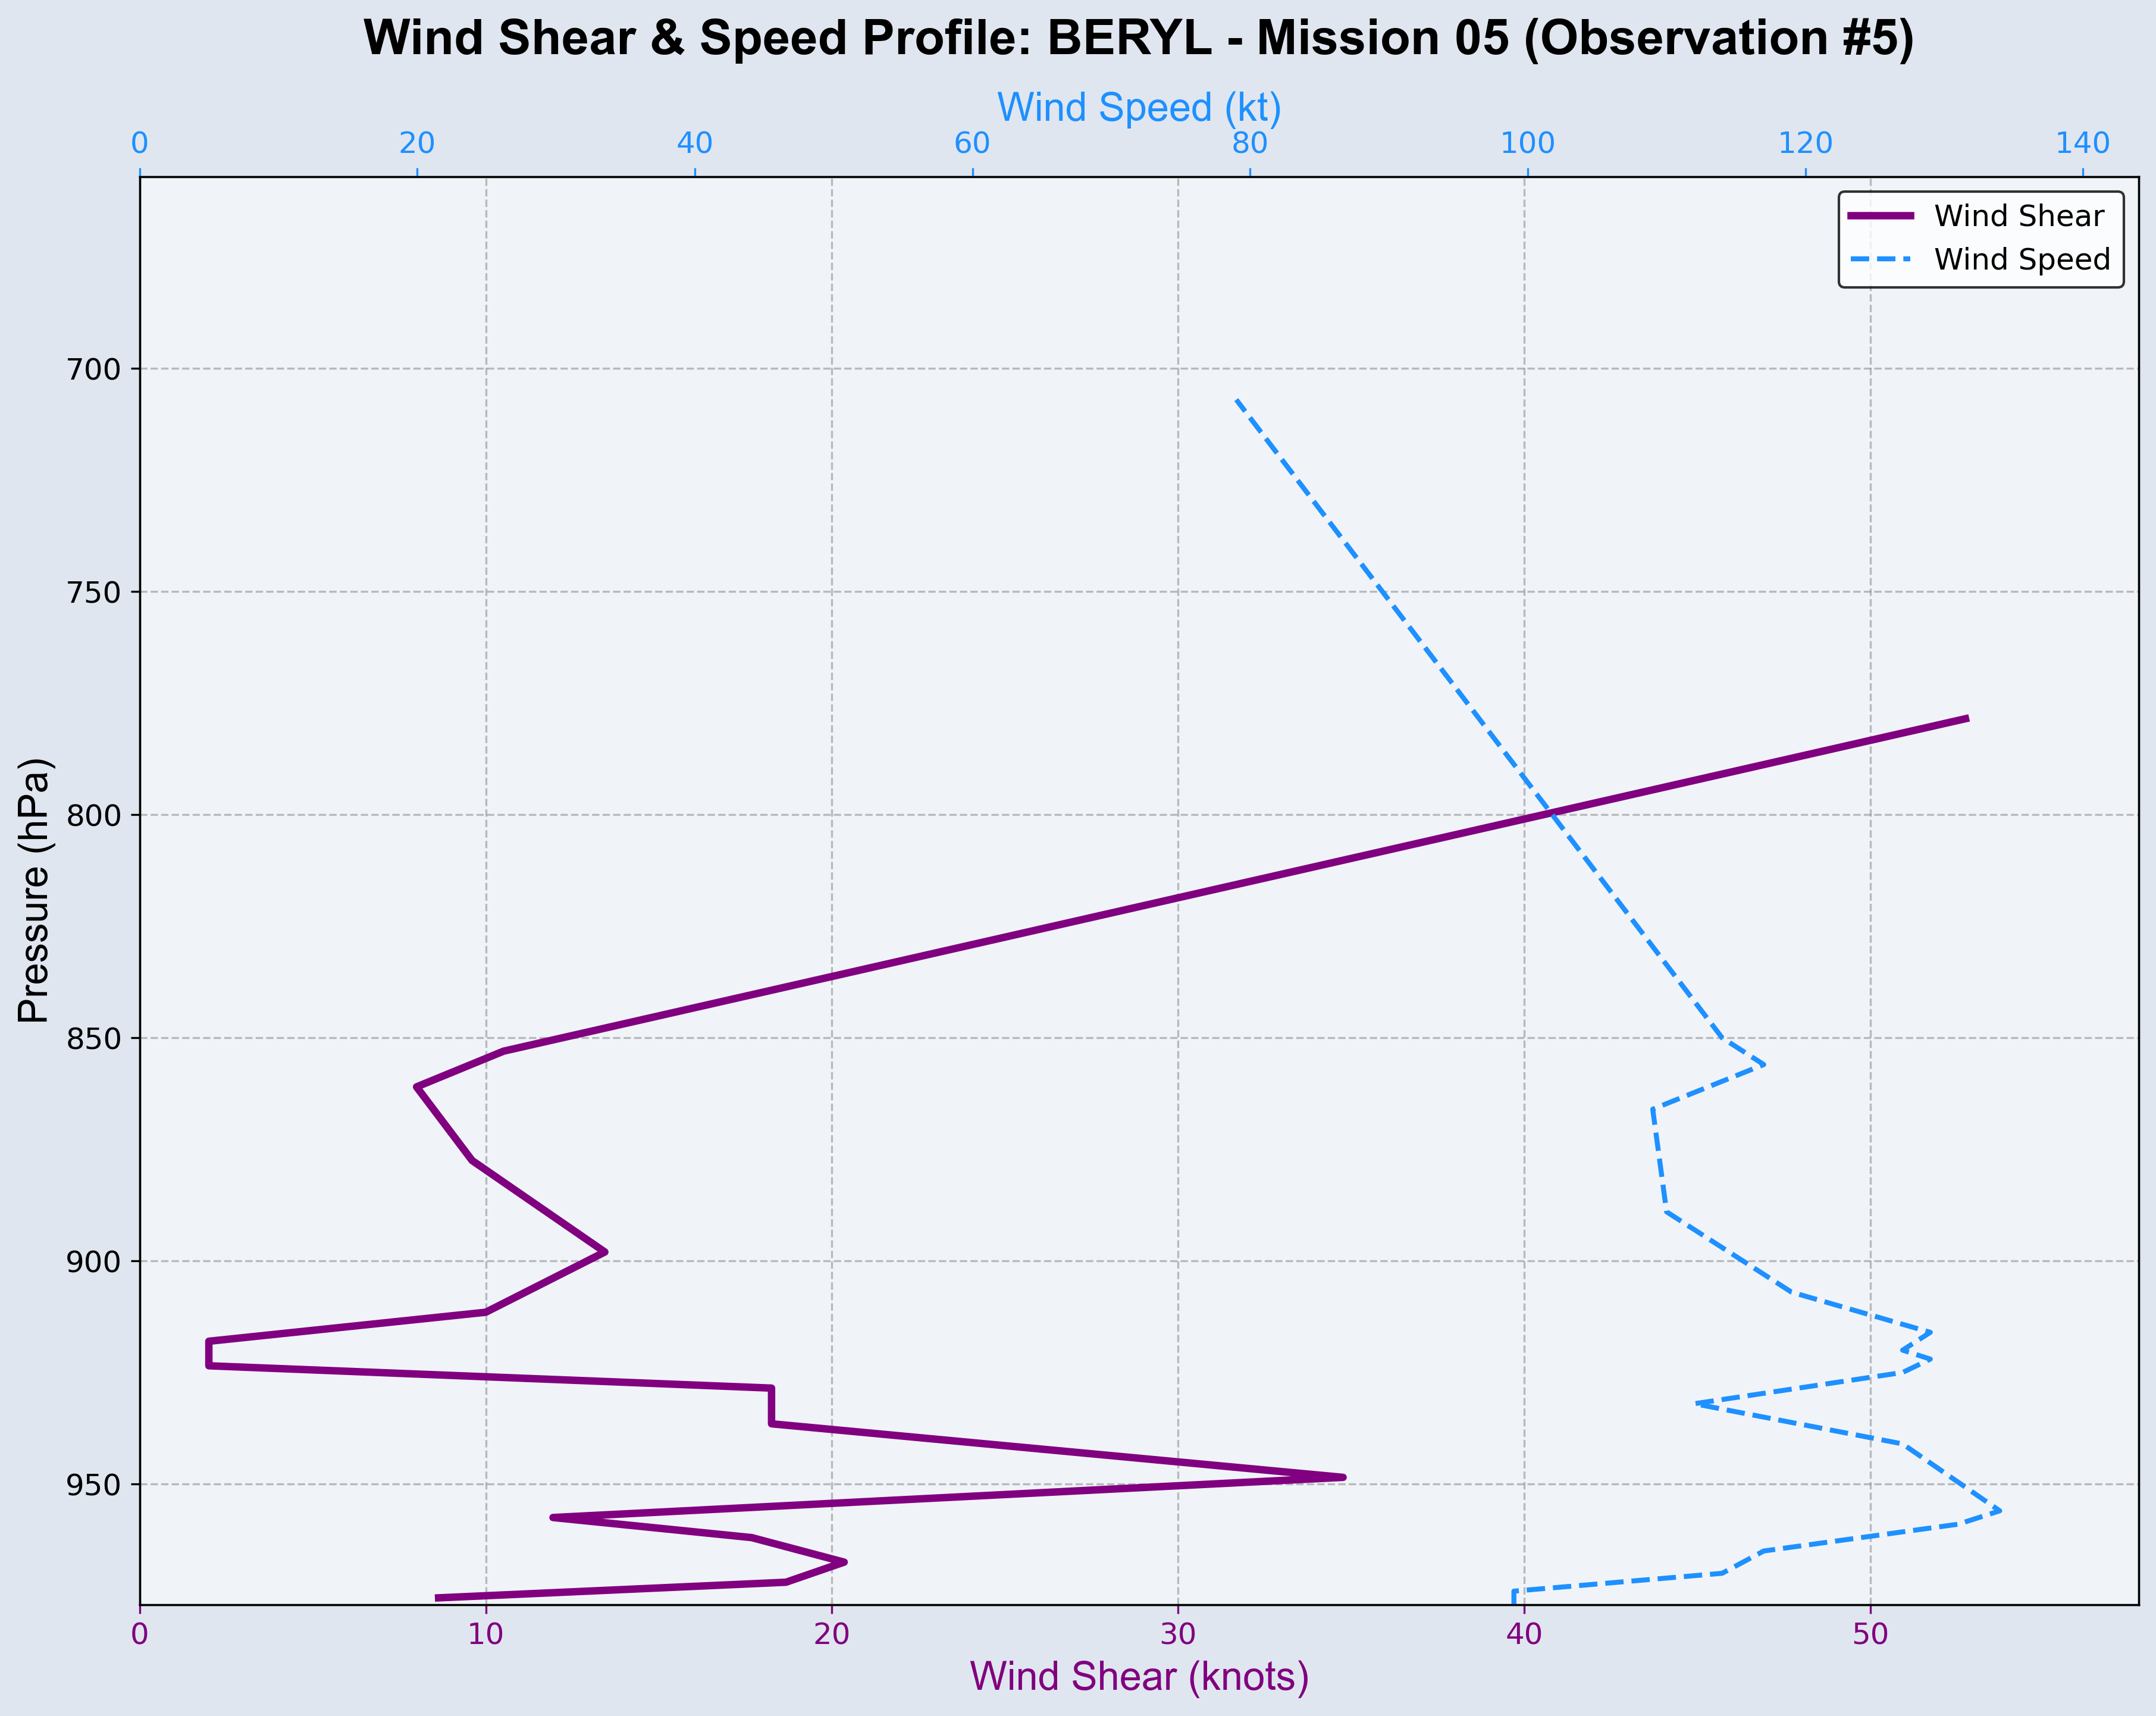 Wind Shear & Speed Profile: BERYL - Mission 05 (Observation #5)
Wind Speed (kt)
0 20 40 60 80 100 120 140
Wind Shear
Wind Speed
700
750
800
850
900
950
Pressure (hPa)
0 10 20 30 40 50
Wind Shear (knots)